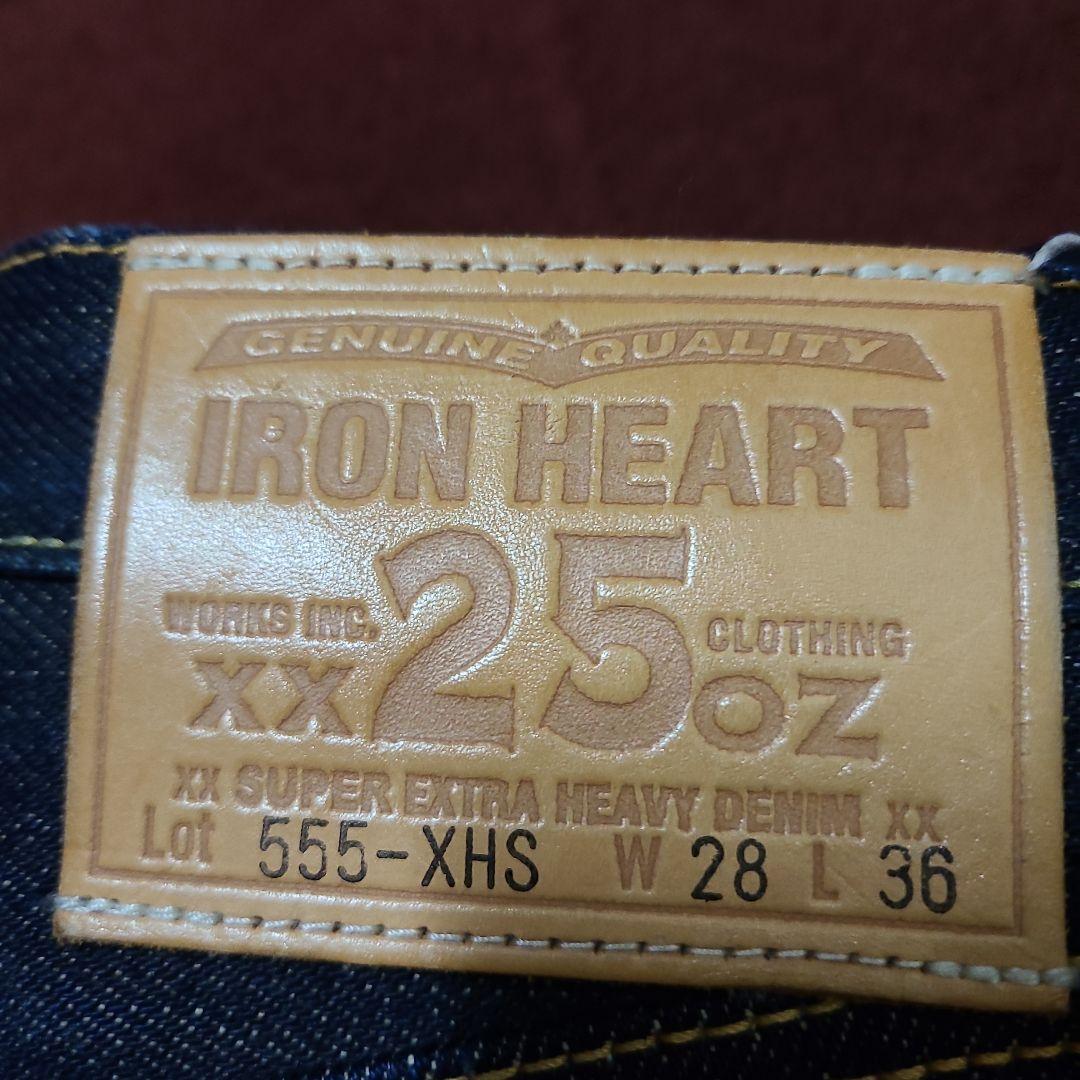 GENUINE QUALITY
IRON HEART
WORKS INC. 25 CLOTHING
XX OZ
XX SUPER EXTRA HEAVY DENIM XX
Lot 555-XHS W 28 L 36